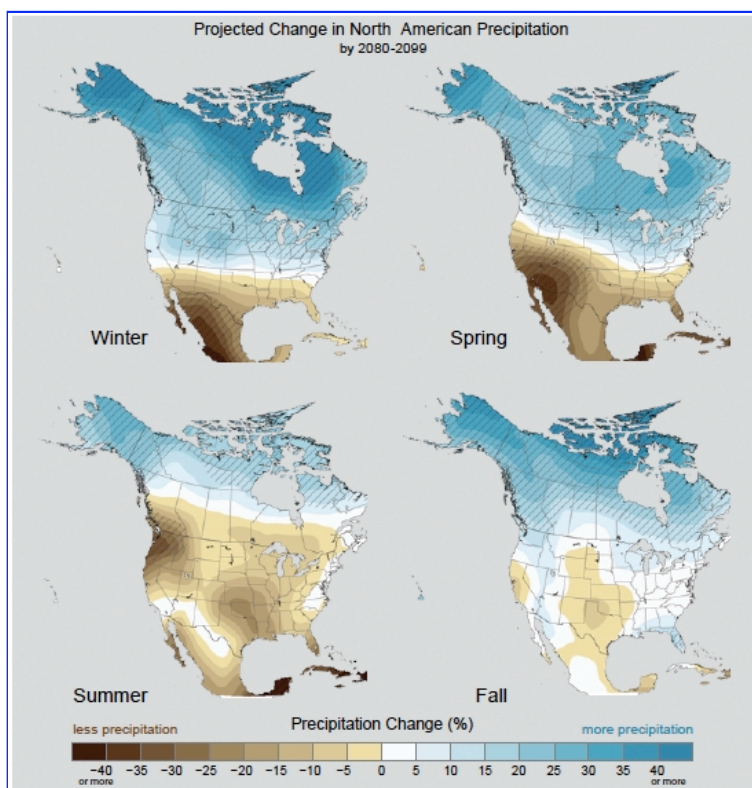 Projected Change in North American Precipitation
by 2080-2099
Winter
Spring
Summer
Fall
less precipitation
Precipitation Change (%)
more precipitation
−40 −35 −30 −25 −20 −15 −10 −5 0 5 10 15 20 25 30 35 40
or more
or more